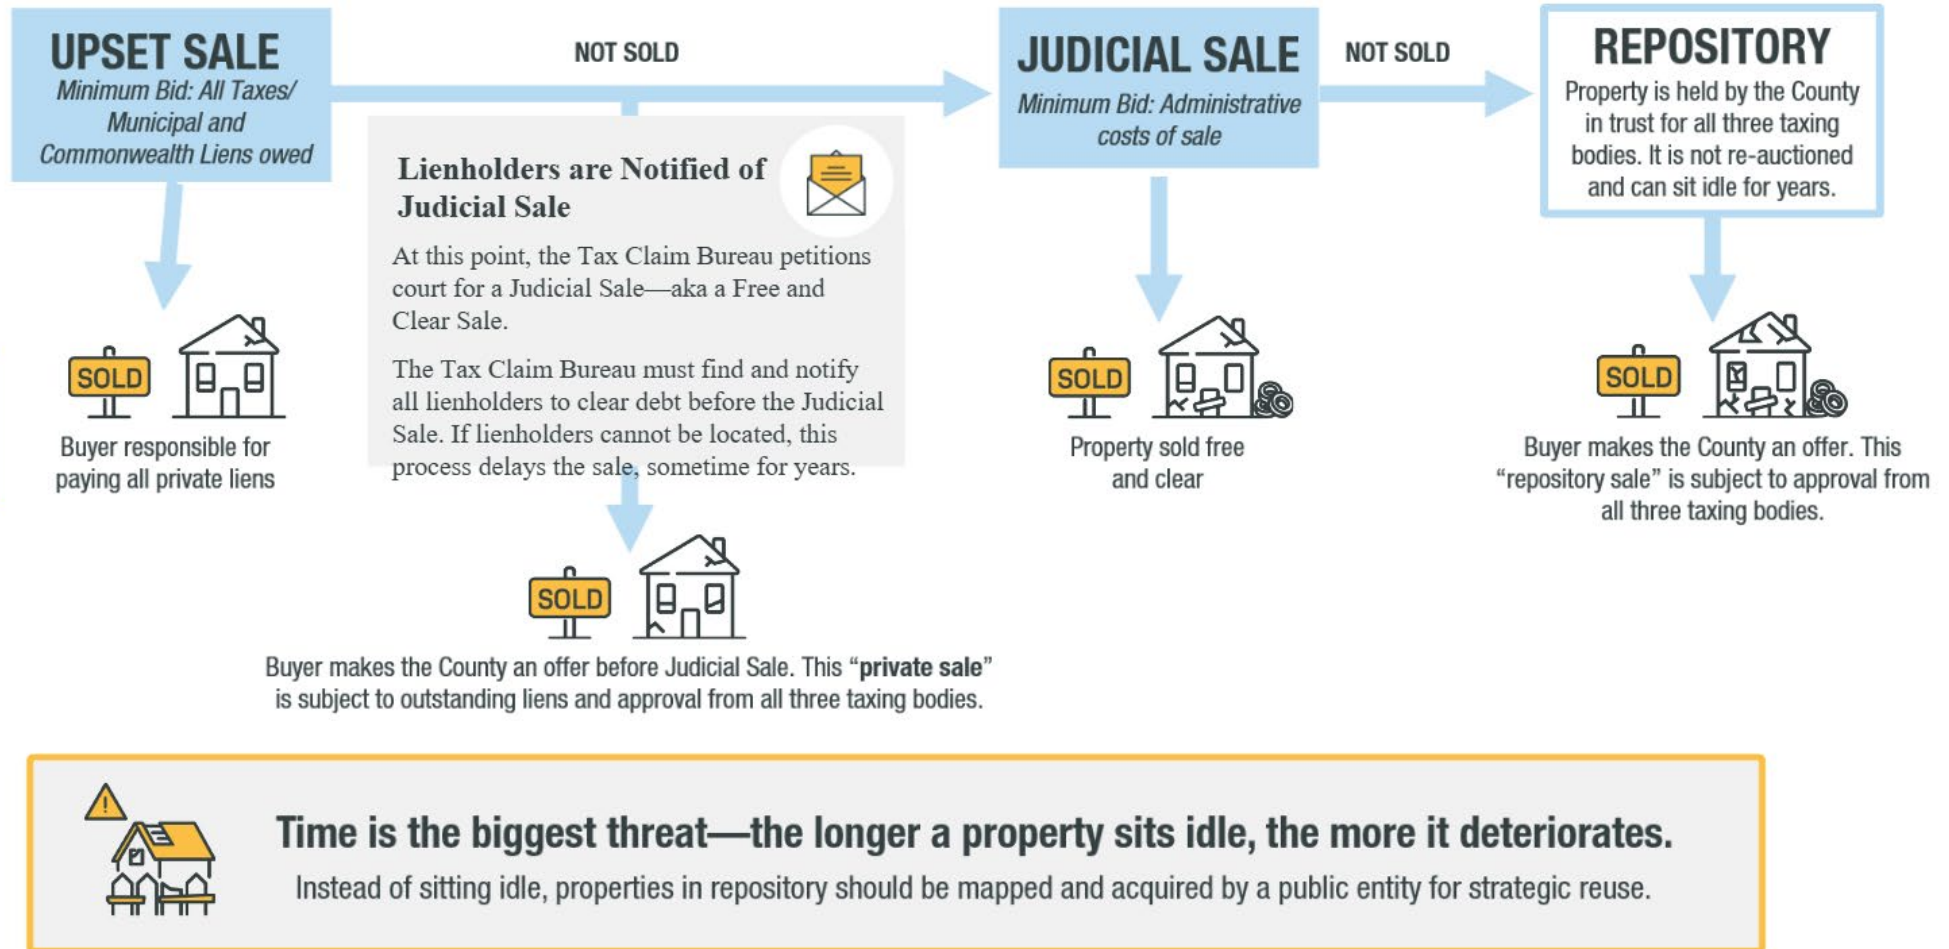 UPSET SALE
Minimum Bid: All Taxes/
Municipal and
Commonwealth Liens owed
NOT SOLD
Lienholders are Notified of
Judicial Sale
At this point, the Tax Claim Bureau petitions
court for a Judicial Sale—aka a Free and
Clear Sale.
The Tax Claim Bureau must find and notify
all lienholders to clear debt before the Judicial
Sale. If lienholders cannot be located, this
process delays the sale, sometime for years.
JUDICIAL SALE
Minimum Bid: Administrative
costs of sale
NOT SOLD
REPOSITORY
Property is held by the County
in trust for all three taxing
bodies. It is not re-auctioned
and can sit idle for years.
SOLD
Buyer responsible for
paying all private liens
SOLD
Buyer makes the County an offer before Judicial Sale. This “private sale”
is subject to outstanding liens and approval from all three taxing bodies.
SOLD
Property sold free
and clear
SOLD
Buyer makes the County an offer. This
“repository sale” is subject to approval from
all three taxing bodies.
!
Time is the biggest threat—the longer a property sits idle, the more it deteriorates.
Instead of sitting idle, properties in repository should be mapped and acquired by a public entity for strategic reuse.